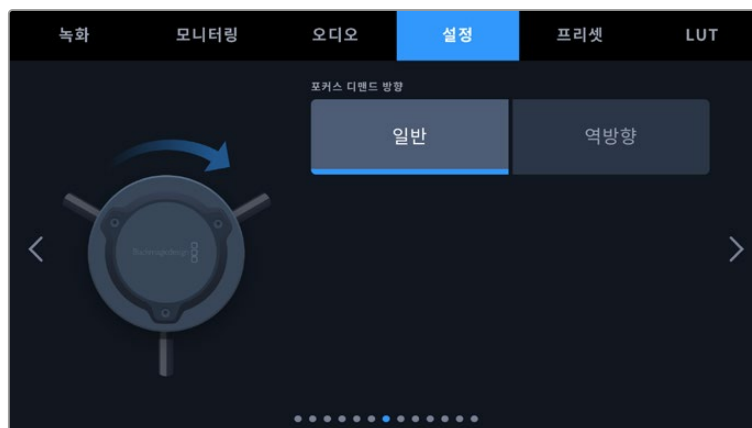 녹화 모니터링 오디오 설정 프리셋 LUT
포커스 디맨드 방향
일반 역방향
Blackmagicdesign